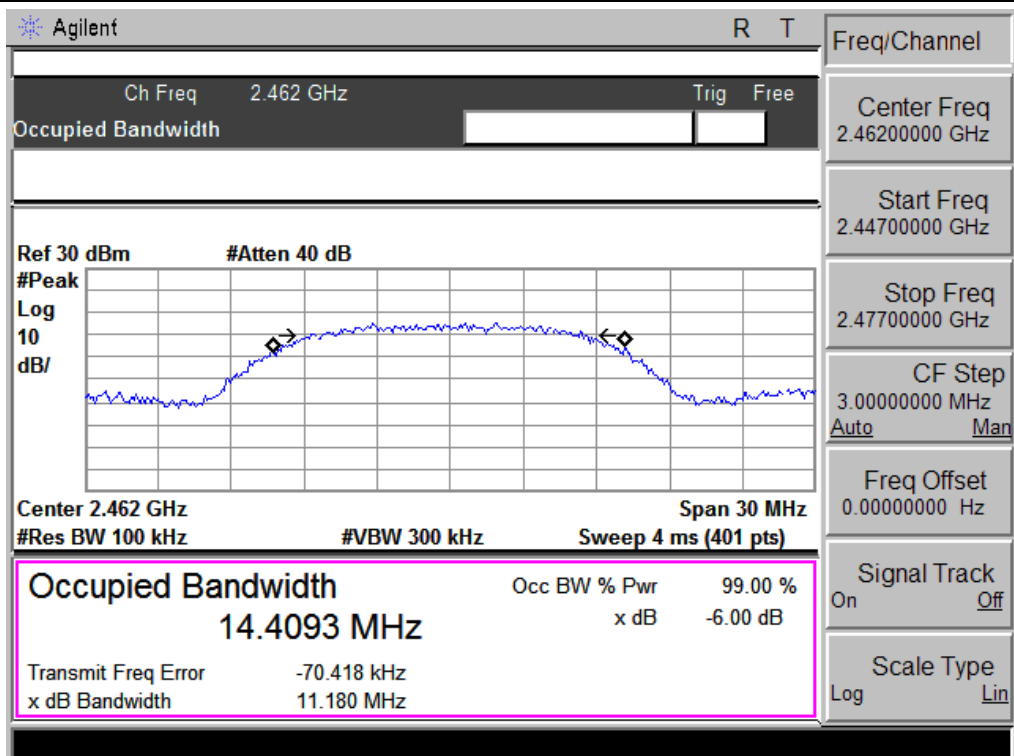 Agilent R T
Ch Freq 2.462 GHz Trig Free
Occupied Bandwidth
Ref 30 dBm #Atten 40 dB
#Peak
Log
10
dB/
Center 2.462 GHz Span 30 MHz
#Res BW 100 kHz #VBW 300 kHz Sweep 4 ms (401 pts)
Occupied Bandwidth Occ BW % Pwr 99.00 %
14.4093 MHz x dB -6.00 dB
Transmit Freq Error -70.418 kHz
x dB Bandwidth 11.180 MHz
Freq/Channel
Center Freq
2.46200000 GHz
Start Freq
2.44700000 GHz
Stop Freq
2.47700000 GHz
CF Step
3.00000000 MHz
Auto Man
Freq Offset
0.00000000 Hz
Signal Track
On Off
Scale Type
Log Lin